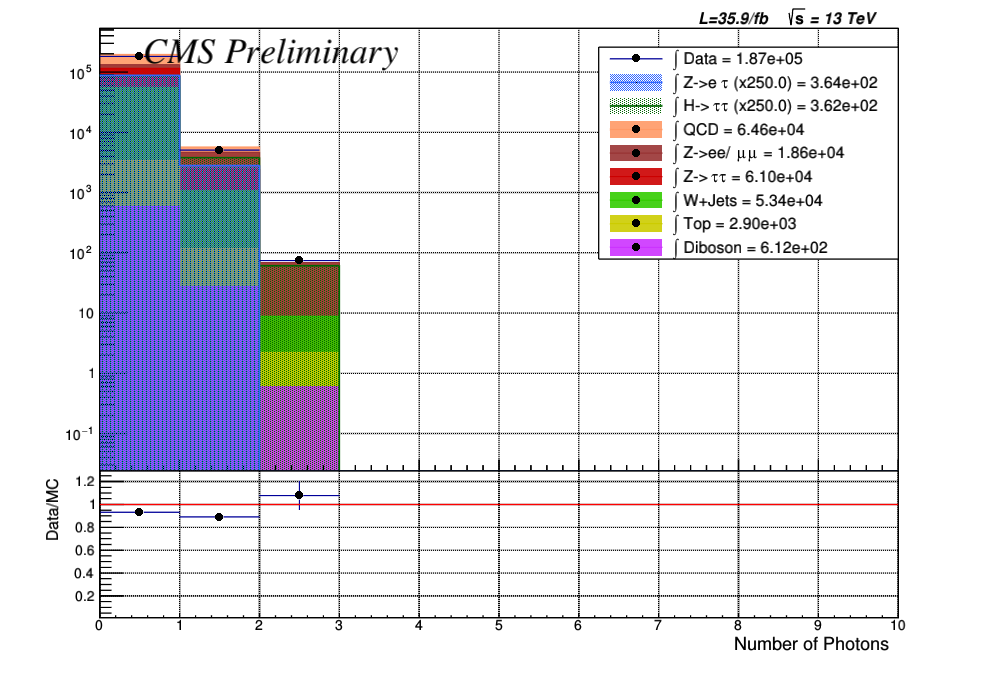 L=35.9/fb √s = 13 TeV
CMS Preliminary
∫ Data = 1.87e+05
∫ Z->e τ (x250.0) = 3.64e+02
∫ H-> ττ (x250.0) = 3.62e+02
∫ QCD = 6.46e+04
∫ Z->ee/ μμ = 1.86e+04
∫ Z-> ττ = 6.10e+04
∫ W+Jets = 5.34e+04
∫ Top = 2.90e+03
∫ Diboson = 6.12e+02
10⁵
10⁴
10³
10²
10
1
10⁻¹
Data/MC
1.2
1
0.8
0.6
0.4
0.2
0 1 2 3 4 5 6 7 8 9 10
Number of Photons